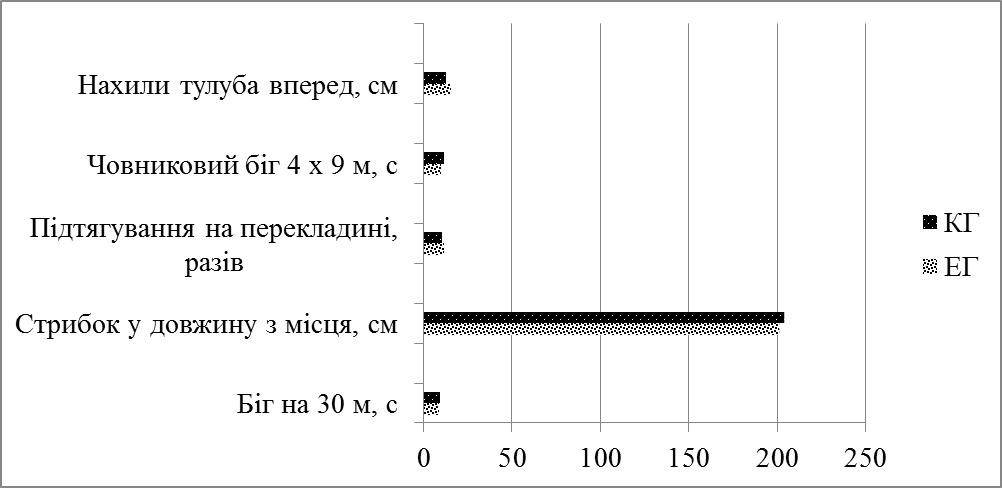 Нахили тулуба вперед, см
Човниковий біг 4 х 9 м, с
Підтягування на перекладині,
разів
Стрибок у довжину з місця, см
Біг на 30 м, с
0 50 100 150 200 250
КГ
ЕГ